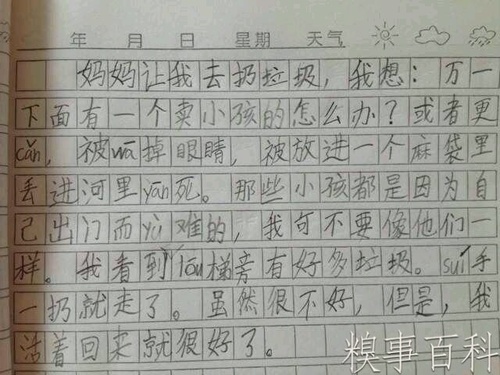 年 月 日 星期 天气
妈妈让我去扔垃圾，我想：万一
下面有一个卖小孩的怎么办？或者更
cǎn，被wā掉眼睛，被放进一个麻袋里
丢进河里yān死。那些小孩都是因为自
己出门而yù难的，我可不要像他们一
样。我看到lóu梯旁有好多垃圾。suí手
一扔就走了。虽然很不好，但是，我
活着回来就很好了。
糗事百科